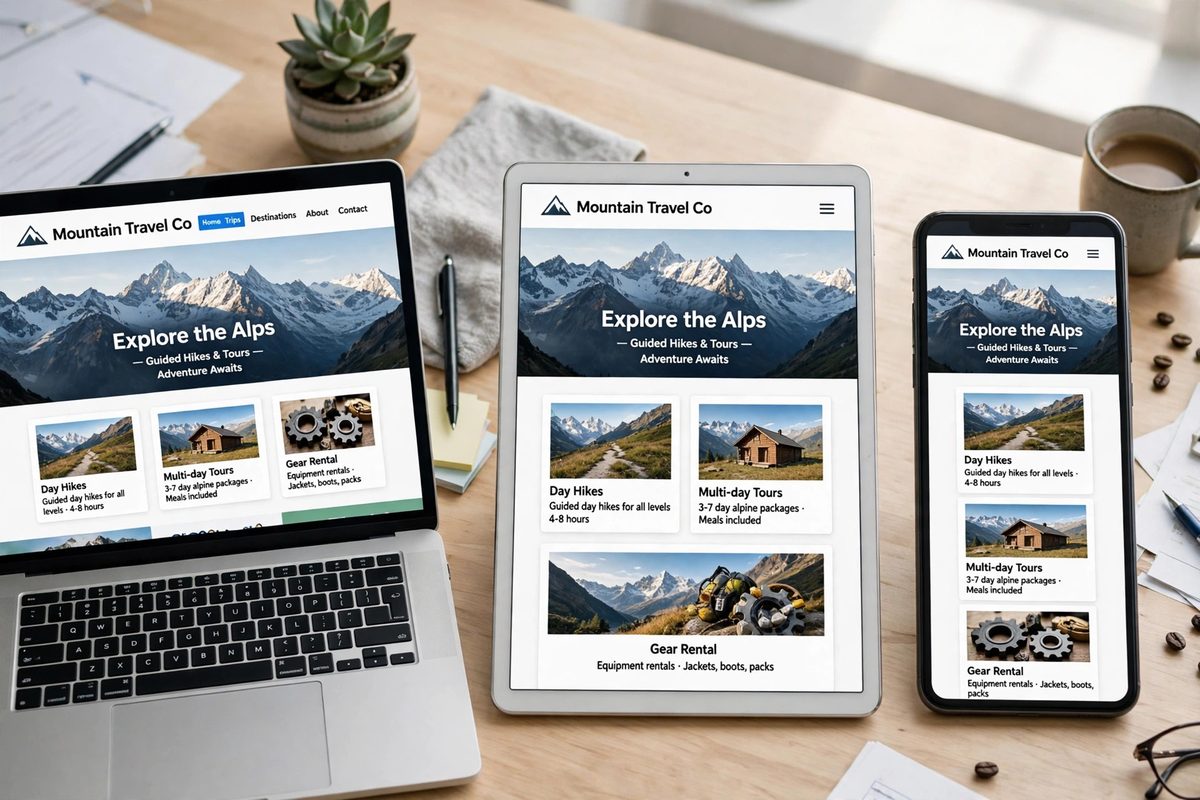 Mountain Travel Co
Home Trips Destinations About Contact
Explore the Alps
— Guided Hikes & Tours —
Adventure Awaits
Day Hikes
Guided day hikes for all
levels · 4-8 hours
Multi-day Tours
3-7 day alpine packages ·
Meals included
Gear Rental
Equipment rentals ·
Jackets, boots, packs
Mountain Travel Co
Explore the Alps
— Guided Hikes & Tours —
Adventure Awaits
Day Hikes
Guided day hikes for all levels
4-8 hours
Multi-day Tours
3-7 day alpine packages ·
Meals included
Gear Rental
Equipment rentals · Jackets, boots, packs
Mountain Travel Co
Explore the Alps
— Guided Hikes & Tours —
Adventure Awaits
Day Hikes
Guided day hikes for all levels ·
4-8 hours
Multi-day Tours
3-7 day alpine packages ·
Meals included
Gear Rental
Equipment rentals · Jackets, boots,
packs